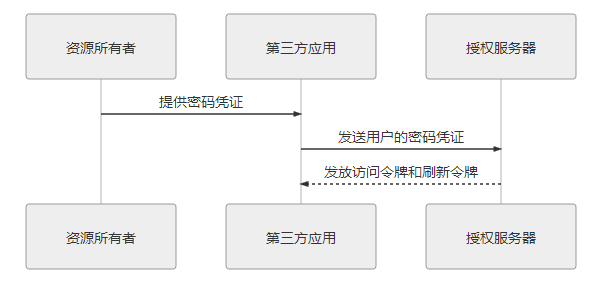 资源所有者
第三方应用
授权服务器
提供密码凭证
发送用户的密码凭证
发放访问令牌和刷新令牌
资源所有者
第三方应用
授权服务器